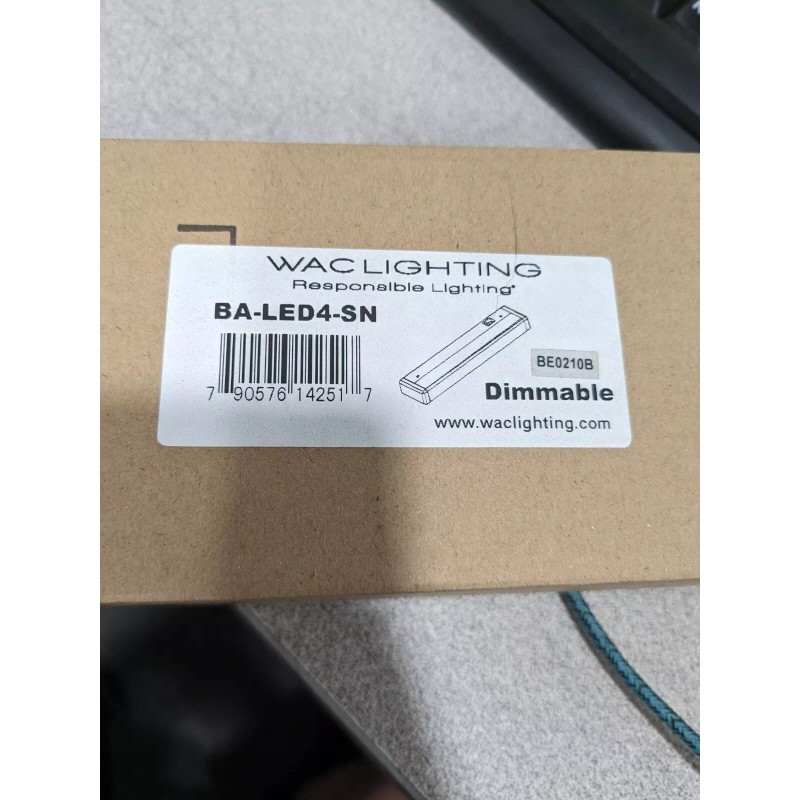 WAC LIGHTING
Responsible Lighting®
BA-LED4-SN
7 90576 14251 7
BE0210B
Dimmable
www.waclighting.com